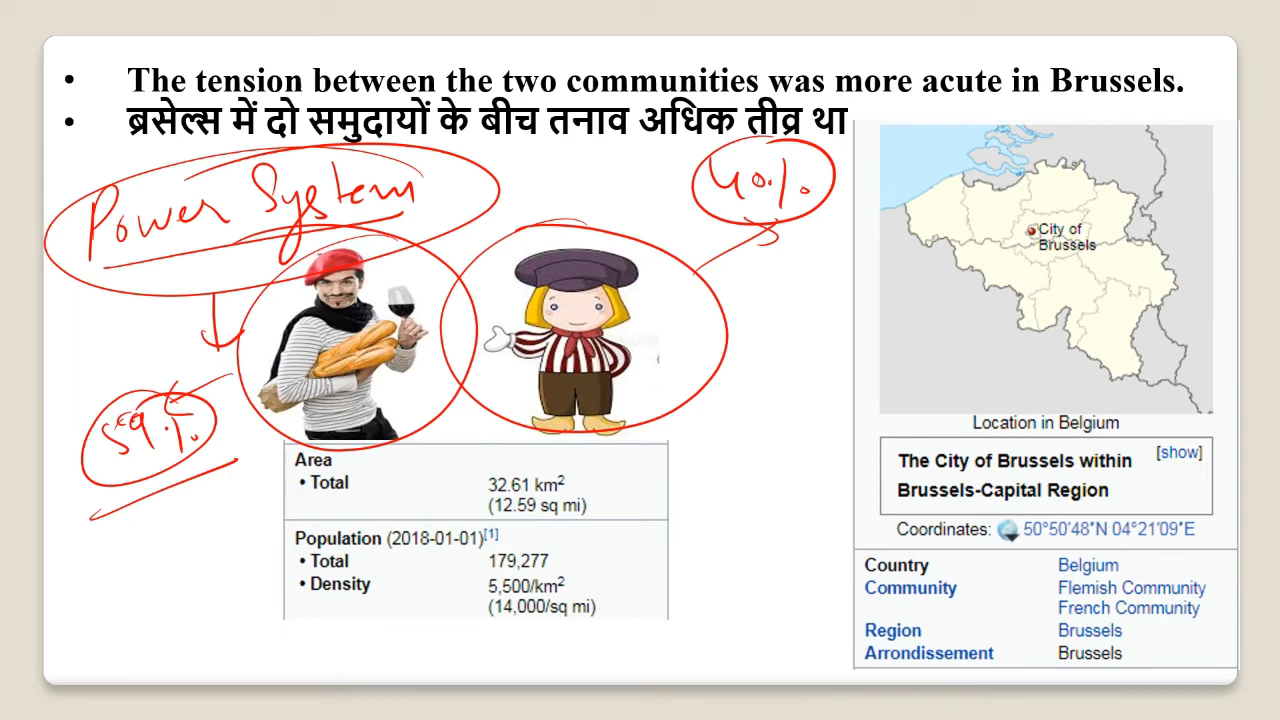 • The tension between the two communities was more acute in Brussels.
• ब्रसेल्स में दो समुदायों के बीच तनाव अधिक तीव्र था
Power System
40%
59%
City of
Brussels
Location in Belgium
The City of Brussels within [show]
Brussels-Capital Region
Coordinates: 50°50′48″N 04°21′09″E
Country Belgium
Community Flemish Community
French Community
Region Brussels
Arrondissement Brussels
Area
• Total 32.61 km²
(12.59 sq mi)
Population (2018-01-01)[1]
• Total 179,277
• Density 5,500/km²
(14,000/sq mi)